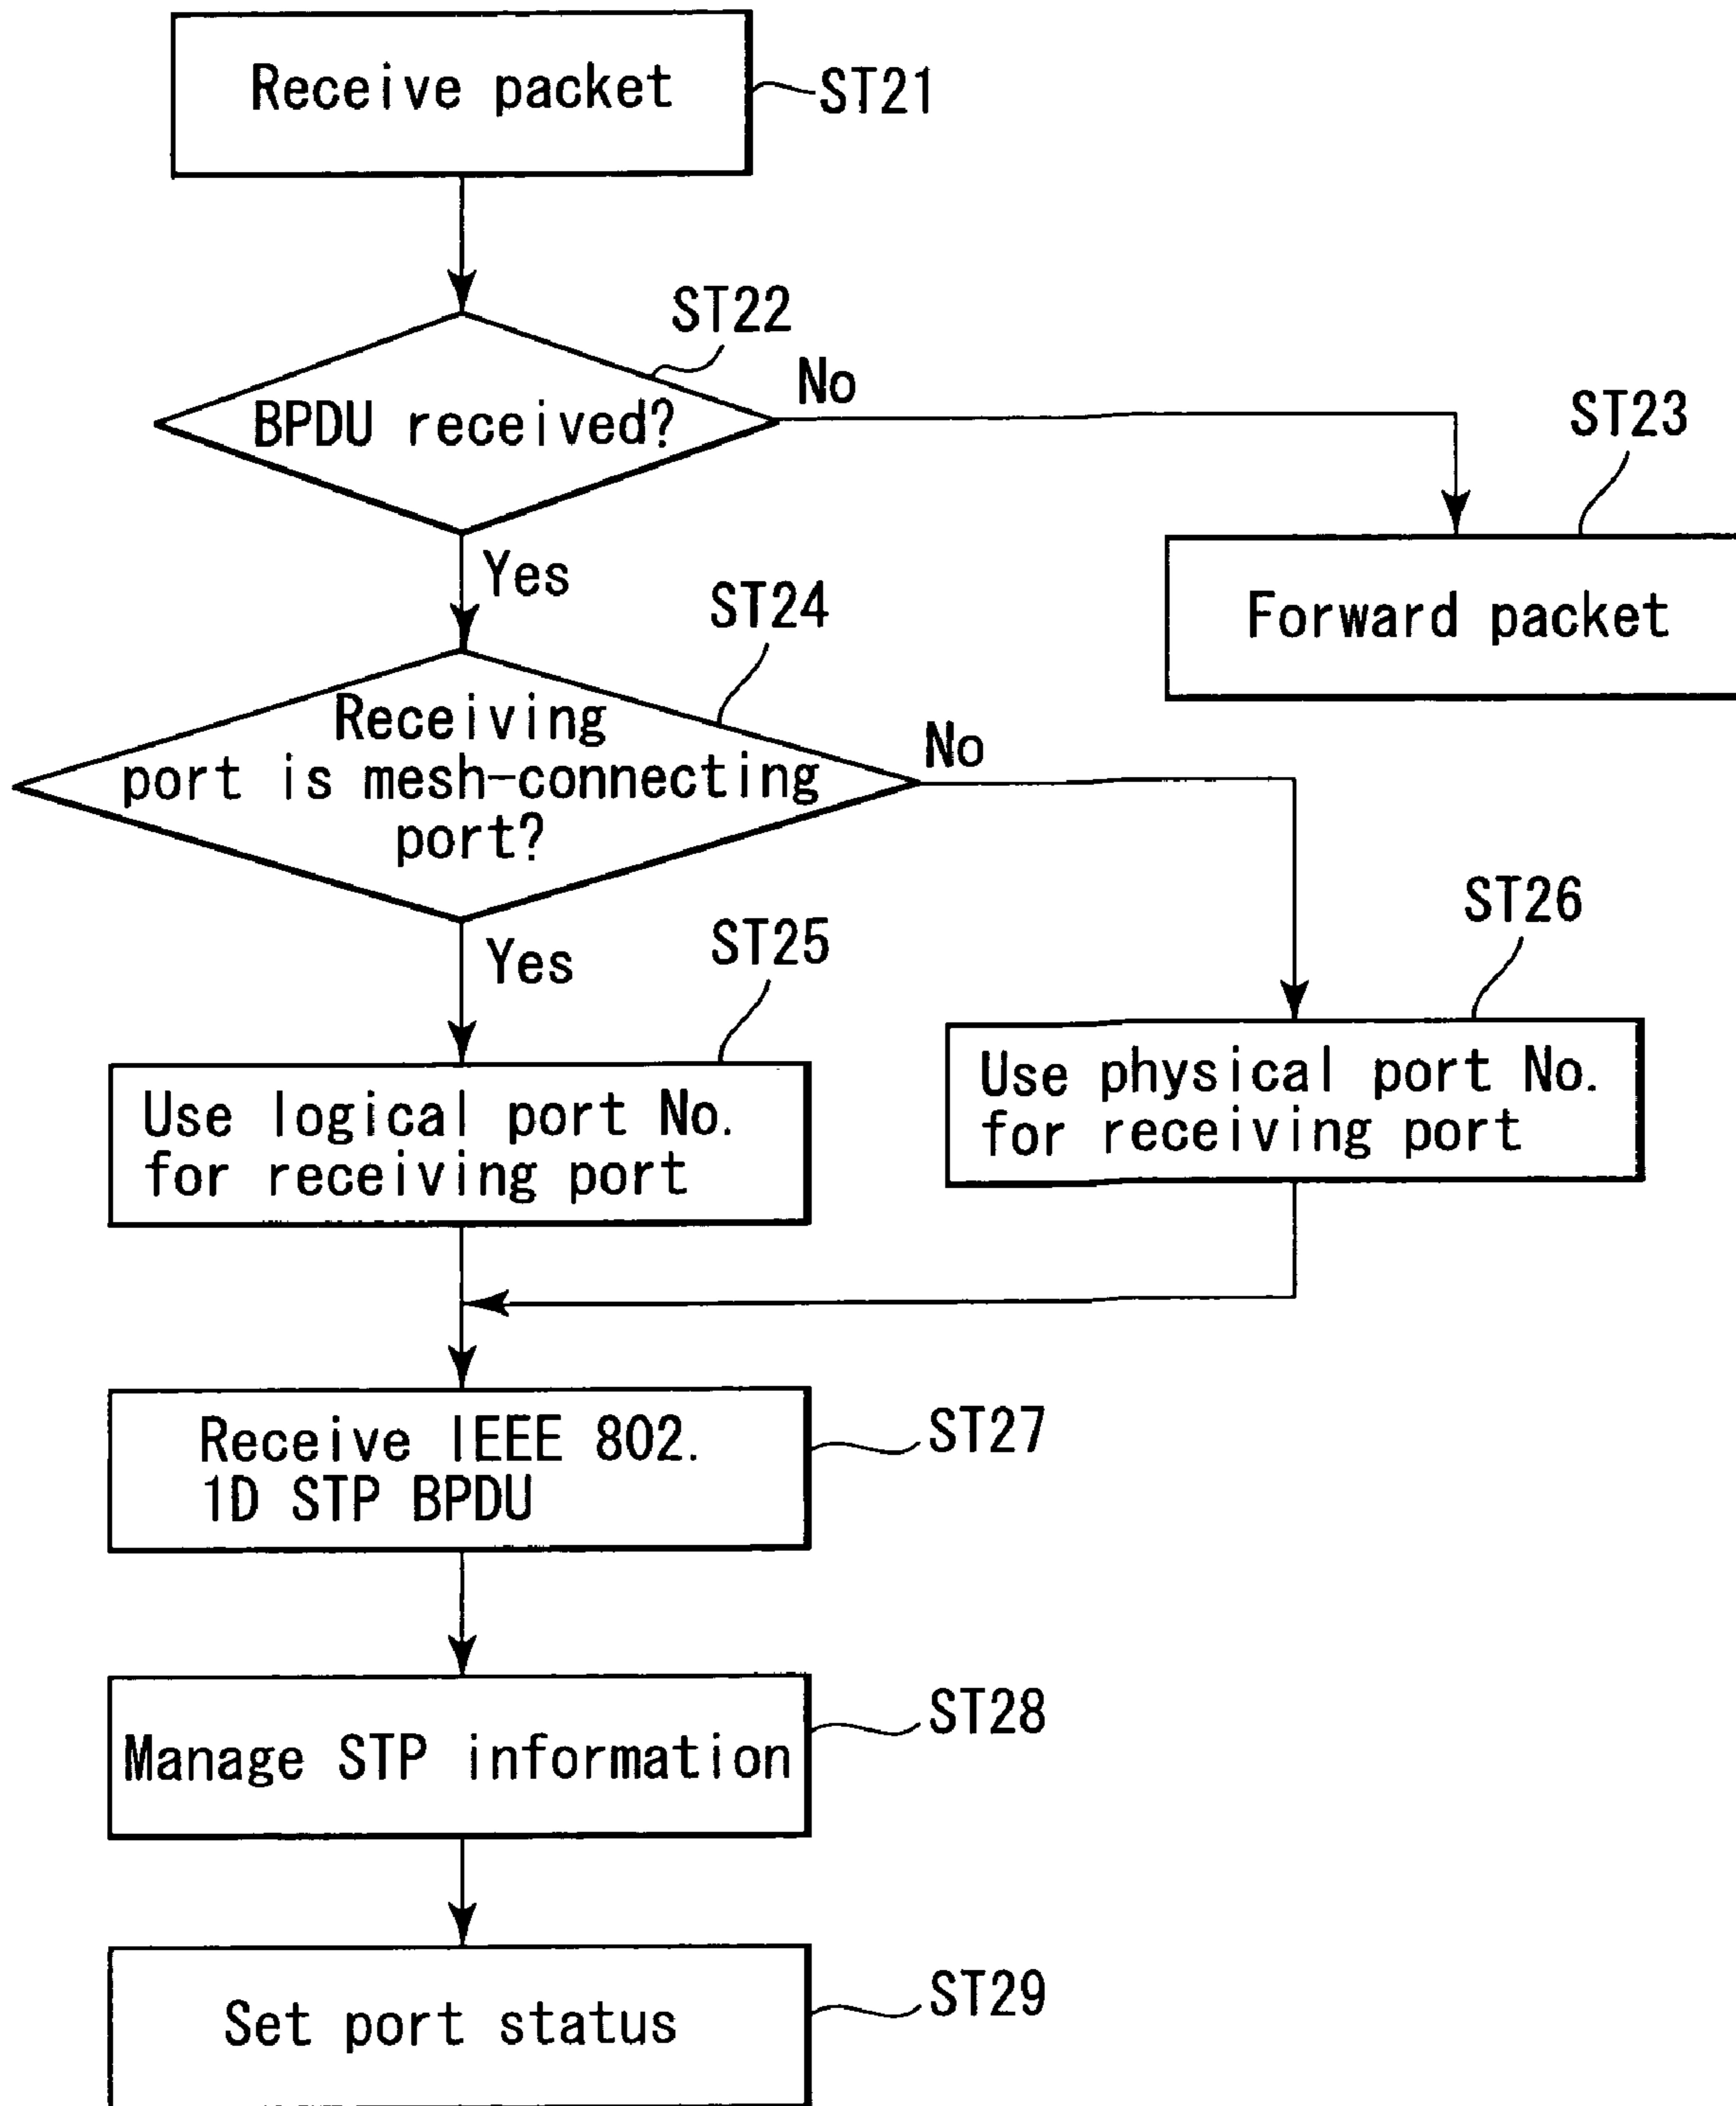 Receive packet
ST21
ST22
BPDU received?
No
ST23
Yes
Forward packet
ST24
Receiving
port is mesh-connecting
port?
No
ST26
Yes
ST25
Use physical port No.
for receiving port
Use logical port No.
for receiving port
Receive IEEE 802.
1D STP BPDU
ST27
Manage STP information
ST28
Set port status
ST29